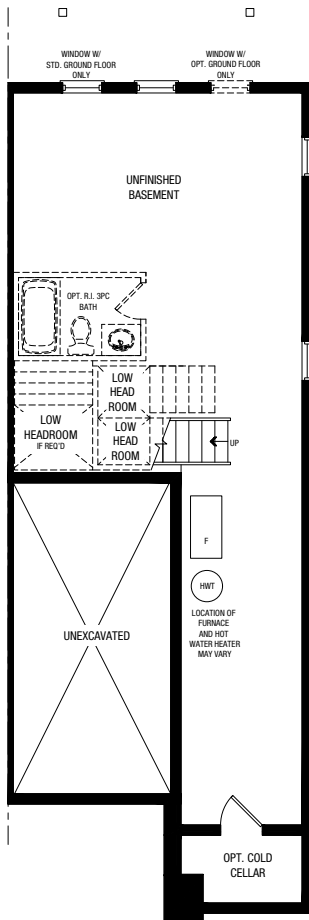 WINDOW W/
STD. GROUND FLOOR
ONLY
WINDOW W/
OPT. GROUND FLOOR
ONLY
UNFINISHED
BASEMENT
OPT. R.I. 3PC
BATH
LOW
HEAD
ROOM
LOW
HEADROOM
IF REQ'D
LOW
HEAD
ROOM
UP
F
HWT
LOCATION OF
FURNACE
AND HOT
WATER HEATER
MAY VARY
UNEXCAVATED
OPT. COLD
CELLAR